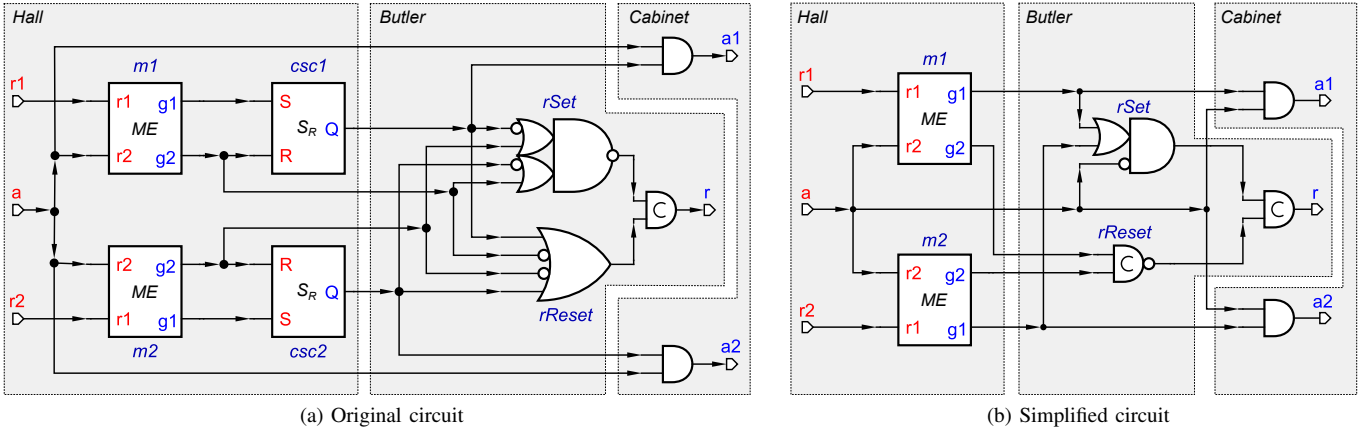 Hall
Butler
Cabinet
m1
csc1
r1
r1
g1
S
ME
S_R
Q
r2
g2
R
rSet
a1
a
C
r
r2
g2
R
ME
S_R
Q
r2
r1
g1
S
m2
csc2
rReset
a2
(a) Original circuit
Hall
Butler
Cabinet
m1
r1
r1
g1
ME
r2
g2
rSet
a1
a
C
r
m2
rReset
r2
g2
C
ME
r2
r1
g1
a2
(b) Simplified circuit